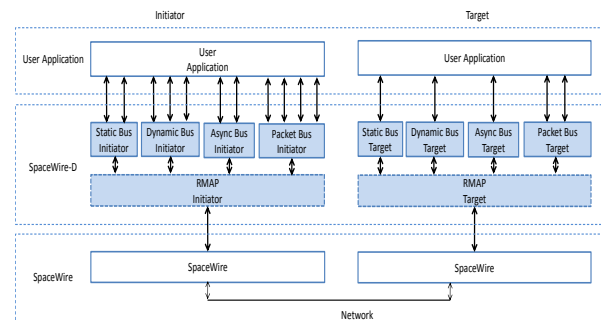 Initiator
Target
User Application
User
Application
User Application
SpaceWire-D
Static Bus
Initiator
Dynamic Bus
Initiator
Async Bus
Initiator
Packet Bus
Initiator
Static Bus
Target
Dynamic Bus
Target
Async Bus
Target
Packet Bus
Target
RMAP
Initiator
RMAP
Target
SpaceWire
SpaceWire
SpaceWire
Network